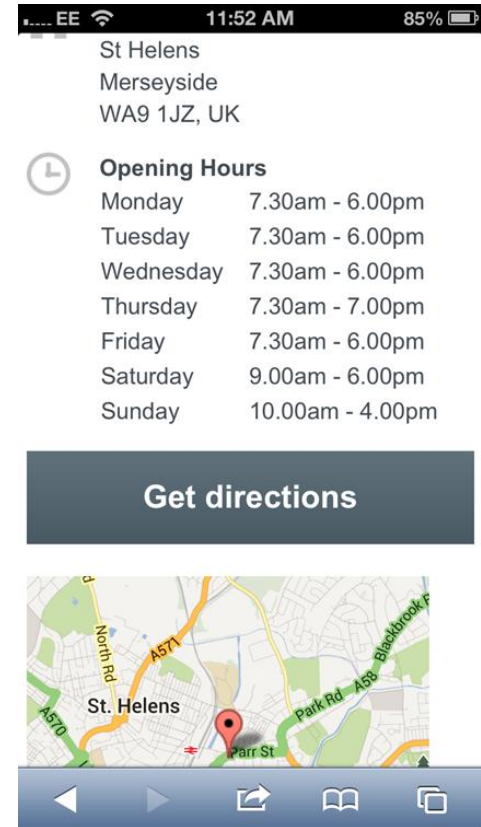 EE 11:52 AM 85%
St Helens
Merseyside
WA9 1JZ, UK
Opening Hours
Monday 7.30am - 6.00pm
Tuesday 7.30am - 6.00pm
Wednesday 7.30am - 6.00pm
Thursday 7.30am - 7.00pm
Friday 7.30am - 6.00pm
Saturday 9.00am - 6.00pm
Sunday 10.00am - 4.00pm
Get directions
North Rd
A571
Blackbrook R
A58
Park Rd
St. Helens
A570
Parr St